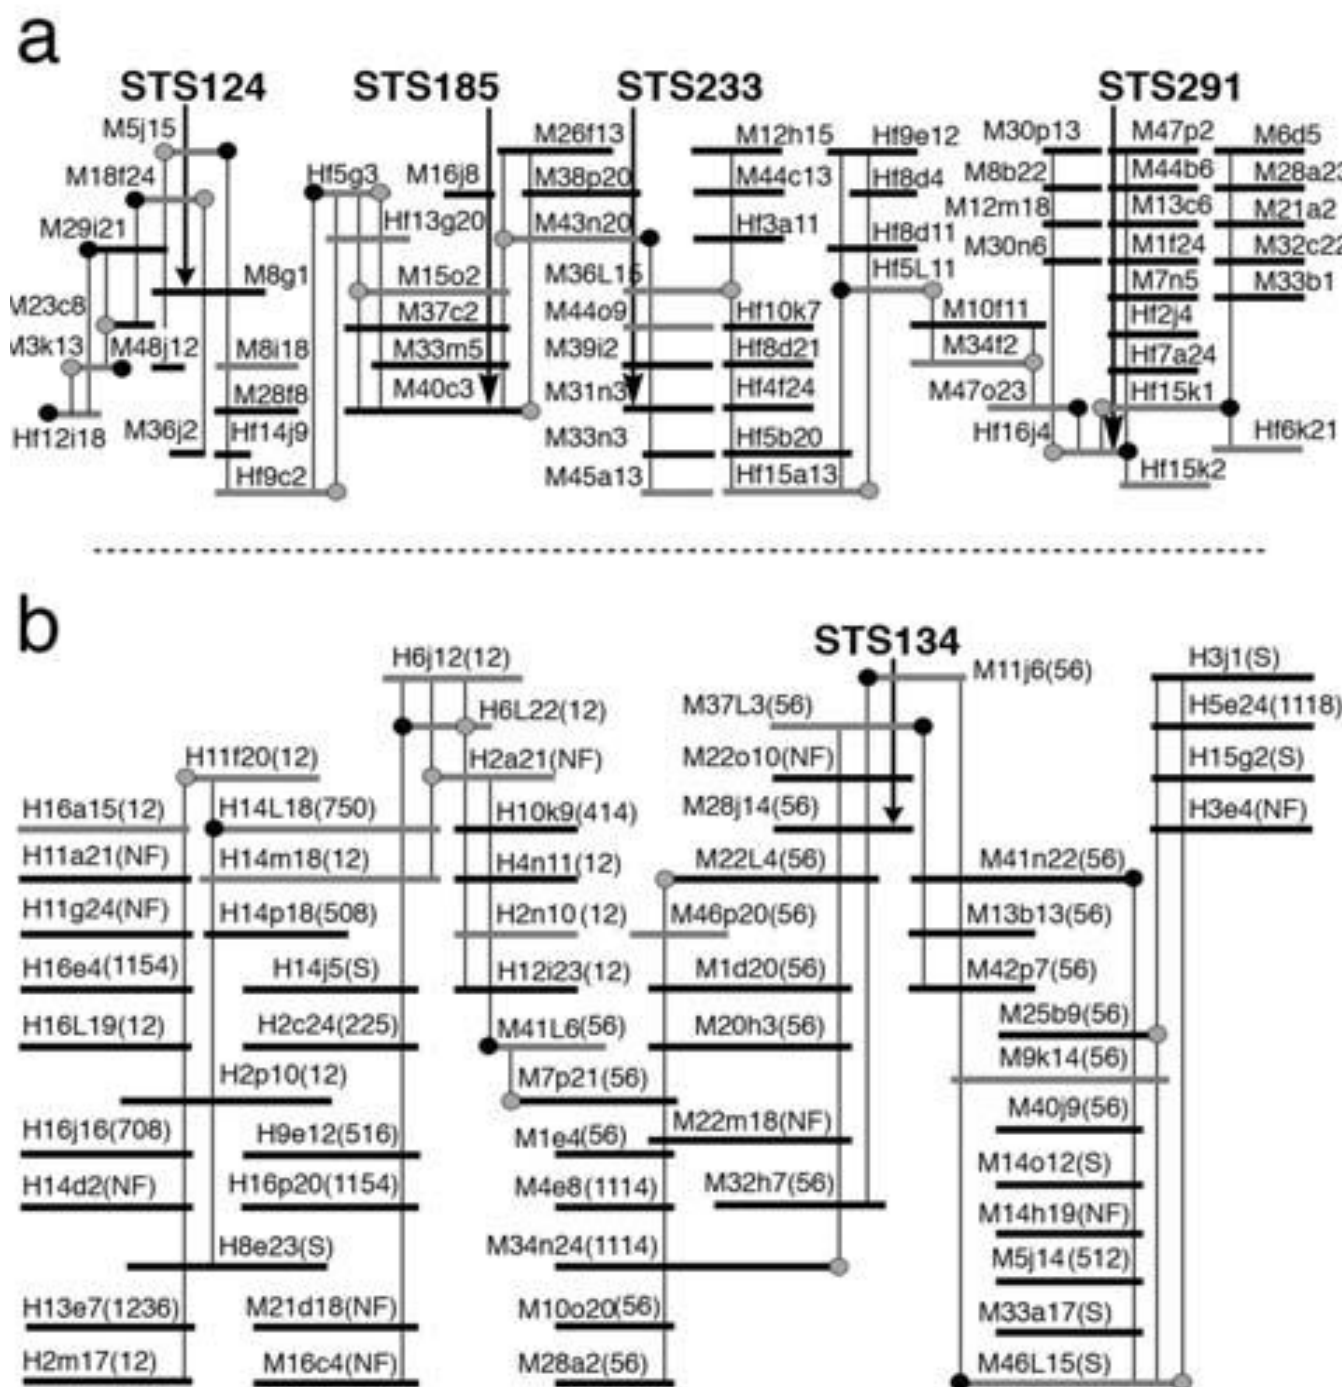 a
STS124 STS185 STS233 STS291
M5j15 M26f13 M12h15 Hf9e12 M30p13 M47p2 M6d5
M18f24 Hf5g3 M16j8 M38p20 M44c13 Hf8d4 M8b22 M44b6 M28a23
M29i21 Hf13g20 M43n20 Hf3a11 Hf8d11 M12m18 M13c6 M21a2
M30n6 M1f24 M32c22
M8g1 M15o2 M36L15 Hf5L11 M7n5 M33b1
M23c8 M37c2 M44o9 Hf10k7 M10f11 Hf2j4
M3k13 M48j12 M8i18 M33m5 M39i2 Hf8d21 M34f2 Hf7a24
M28f8 M40c3 M31n3 Hf4f24 M47o23 Hf15k1
Hf12i18 M36j2 Hf14j9 M33n3 Hf5b20 Hf16j4 Hf6k21
Hf9c2 M45a13 Hf15a13 Hf15k2
b
STS134
H6j12(12) M11j6(56) H3j1(S)
H6L22(12) M37L3(56) H5e24(1118)
H11f20(12) H2a21(NF) M22o10(NF) H15g2(S)
H16a15(12) H14L18(750) H10k9(414) M28j14(56) H3e4(NF)
H11a21(NF) H14m18(12) H4n11(12) M22L4(56) M41n22(56)
H11g24(NF) H14p18(508) H2n10(12) M46p20(56) M13b13(56)
H16e4(1154) H14j5(S) H12i23(12) M1d20(56) M42p7(56)
H16L19(12) H2c24(225) M41L6(56) M20h3(56) M25b9(56)
H2p10(12) M7p21(56) M9k14(56)
H16j16(708) H9e12(516) M1e4(56) M22m18(NF) M40j9(56)
H14d2(NF) H16p20(1154) M4e8(1114) M32h7(56) M14o12(S)
H8e23(S) M34n24(1114) M14h19(NF)
M5j14(512)
H13e7(1236) M21d18(NF) M10o20(56) M33a17(S)
H2m17(12) M16c4(NF) M28a2(56) M46L15(S)